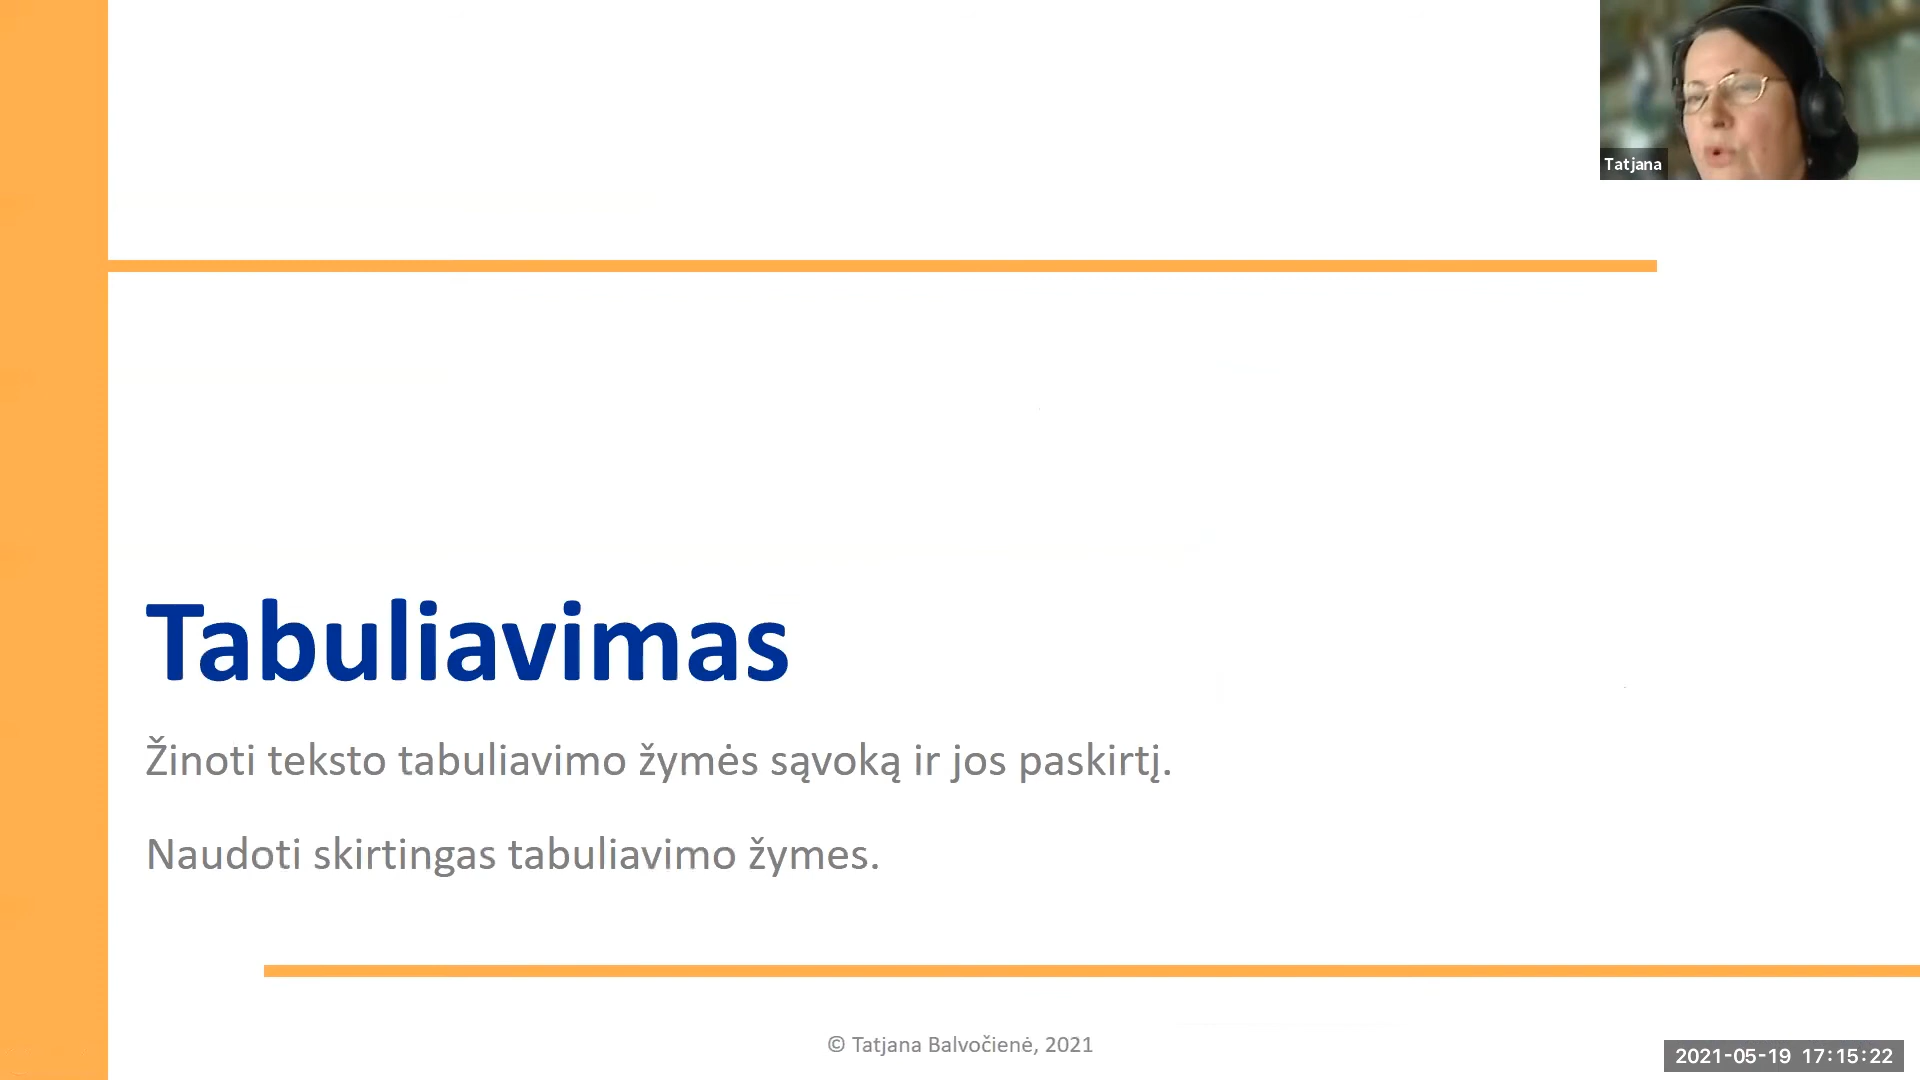 Tatjana
Tabuliavimas
Žinoti teksto tabuliavimo žymės sąvoką ir jos paskirtį.
Naudoti skirtingas tabuliavimo žymes.
© Tatjana Balvočienė, 2021
2021-05-19 17:15:22